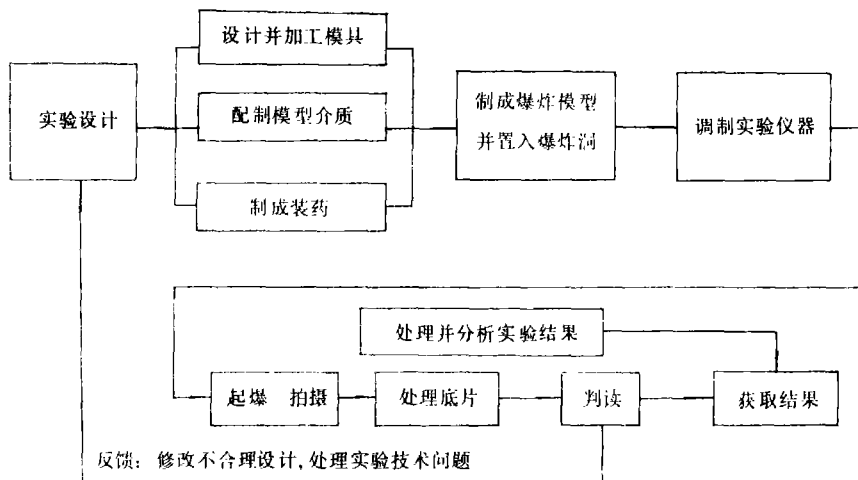 设计并加工模具
实验设计
配制模型介质
制成装药
制成爆炸模型
并置入爆炸洞
调制实验仪器
处理并分析实验结果
起爆 拍摄
处理底片
判读
获取结果
反馈: 修改不合理设计,处理实验技术问题